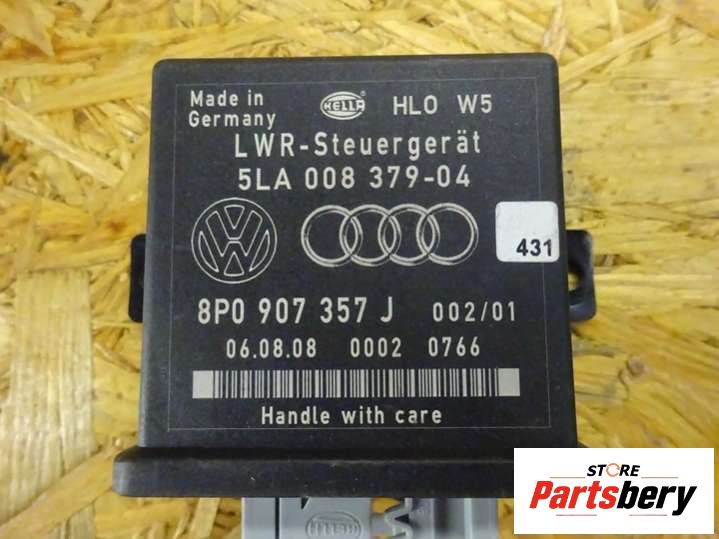 Made in
Germany
HELLA
HLO W5
LWR-Steuergerät
5LA 008 379-04
431
8P0 907 357 J 002/01
06.08.08 0002 0766
Handle with care
HELLA
STORE
Partsbery